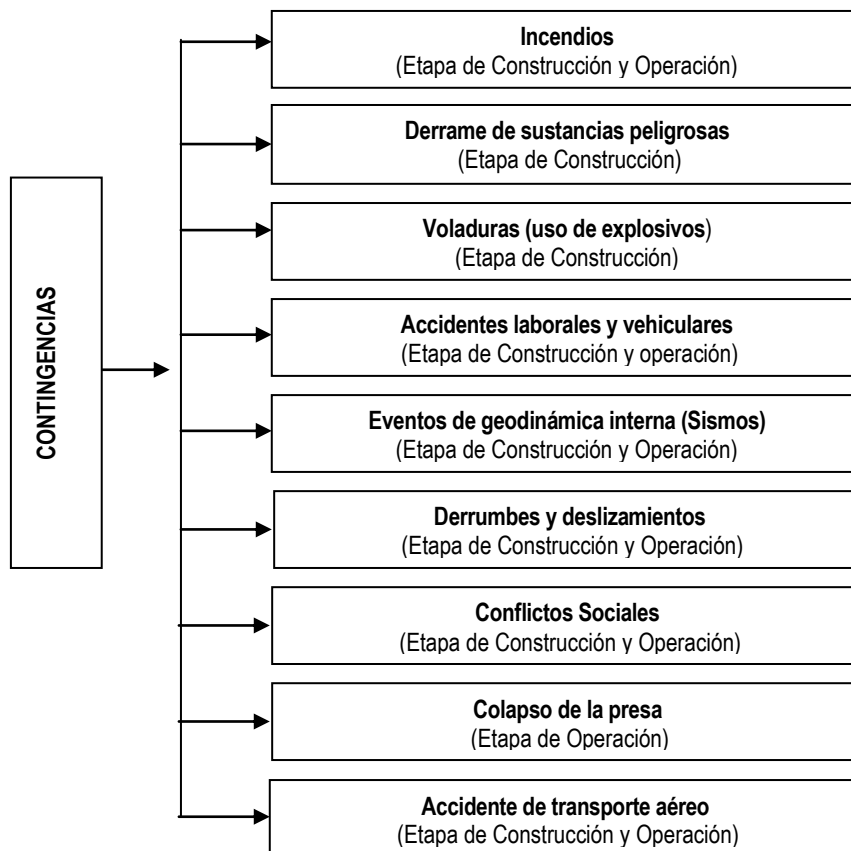 CONTINGENCIAS
Incendios
(Etapa de Construcción y Operación)
Derrame de sustancias peligrosas
(Etapa de Construcción)
Voladuras (uso de explosivos)
(Etapa de Construcción)
Accidentes laborales y vehiculares
(Etapa de Construcción y operación)
Eventos de geodinámica interna (Sismos)
(Etapa de Construcción y Operación)
Derrumbes y deslizamientos
(Etapa de Construcción y Operación)
Conflictos Sociales
(Etapa de Construcción y Operación)
Colapso de la presa
(Etapa de Operación)
Accidente de transporte aéreo
(Etapa de Construcción y Operación)